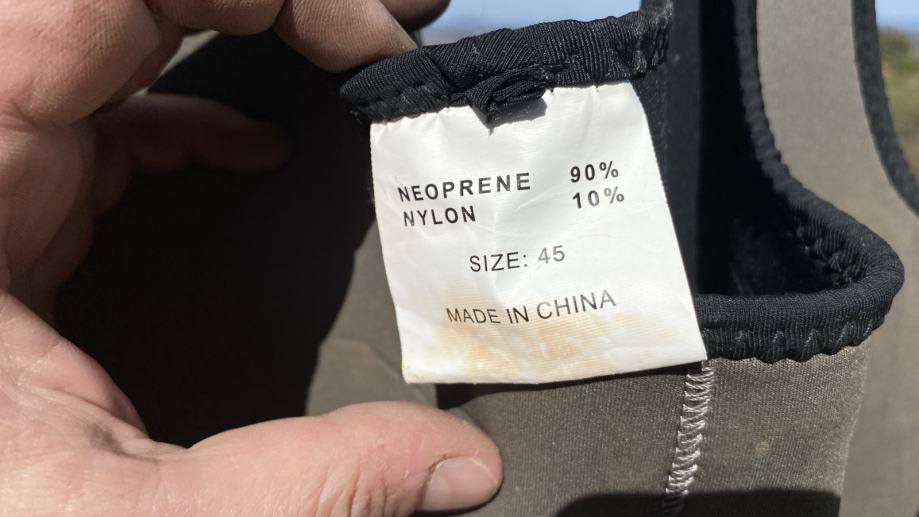 NEOPRENE 90%
NYLON 10%
SIZE: 45
MADE IN CHINA